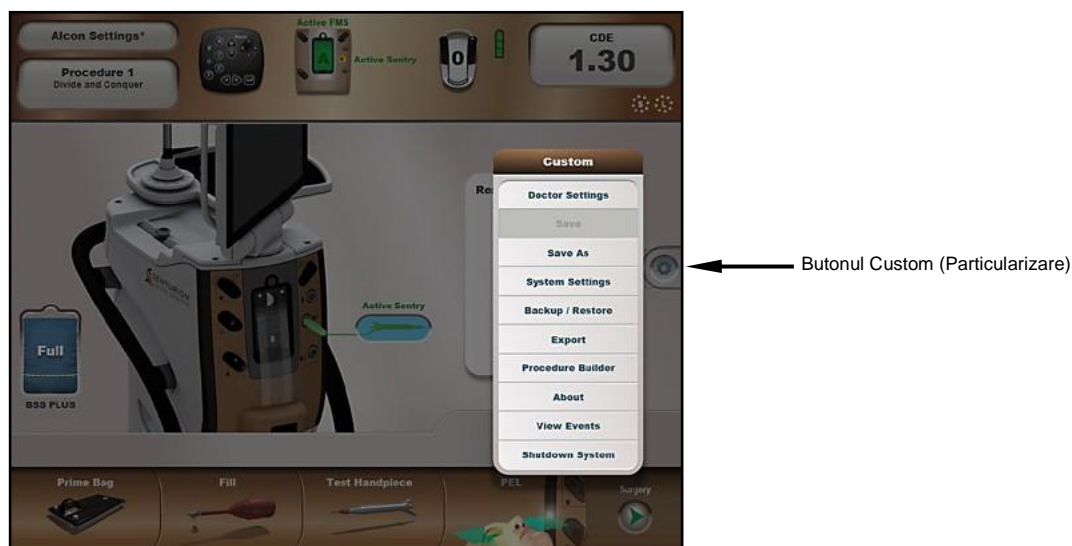 Alcon Settings*
Procedure 1
Divide and Conquer
Active FMS
A
Active Sentry
0
CDE
1.30
Custom
Doctor Settings
Save
Save As
System Settings
Backup / Restore
Export
Procedure Builder
About
View Events
Shutdown System
Butonul Custom (Particularizare)
Re
CENTURION
Active Sentry
Full
BSS PLUS
Prime Bag
Fill
Test Handpiece
PEL
Surgery